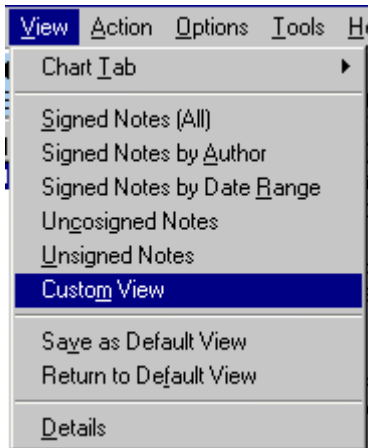 View Action Options Tools
Chart Tab
Signed Notes (All)
Signed Notes by Author
Signed Notes by Date Range
Uncosigned Notes
Unsigned Notes
Custom View
Save as Default View
Return to Default View
Details